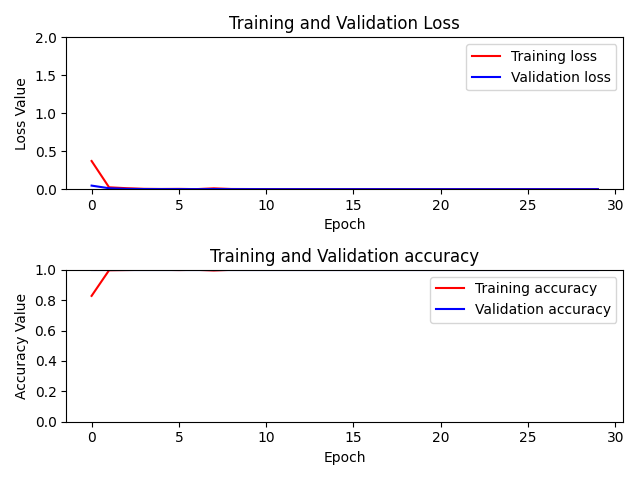 Training and Validation Loss
Loss Value
2.0
1.5
1.0
0.5
0.0
Training loss
Validation loss
0 5 10 15 20 25 30
Epoch
Training and Validation accuracy
Accuracy Value
1.0
0.8
0.6
0.4
0.2
0.0
Training accuracy
Validation accuracy
0 5 10 15 20 25 30
Epoch